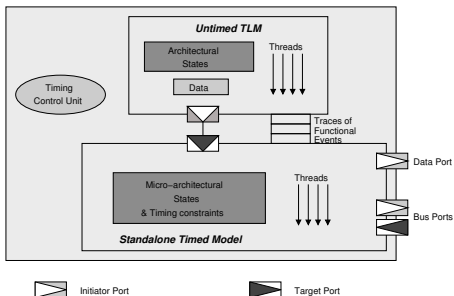 Untimed TLM
Architectural
States
Threads
Data
Timing
Control Unit
Traces of
Functional
Events
Data Port
Threads
Micro−architectural
States
& Timing constraints
Bus Ports
Standalone Timed Model
Initiator Port
Target Port